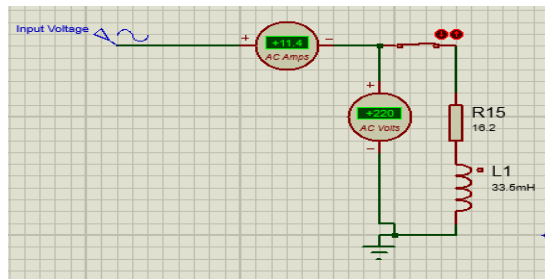 Input Voltage
+
+11.4
−
AC Amps
+
+220
AC Volts
−
R15
16.2
L1
33.5mH